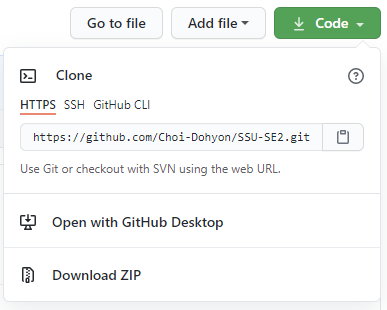 Go to file Add file Code
Clone
HTTPS SSH GitHub CLI
https://github.com/Choi-Dohyon/SSU-SE2.git
Use Git or checkout with SVN using the web URL.
Open with GitHub Desktop
Download ZIP